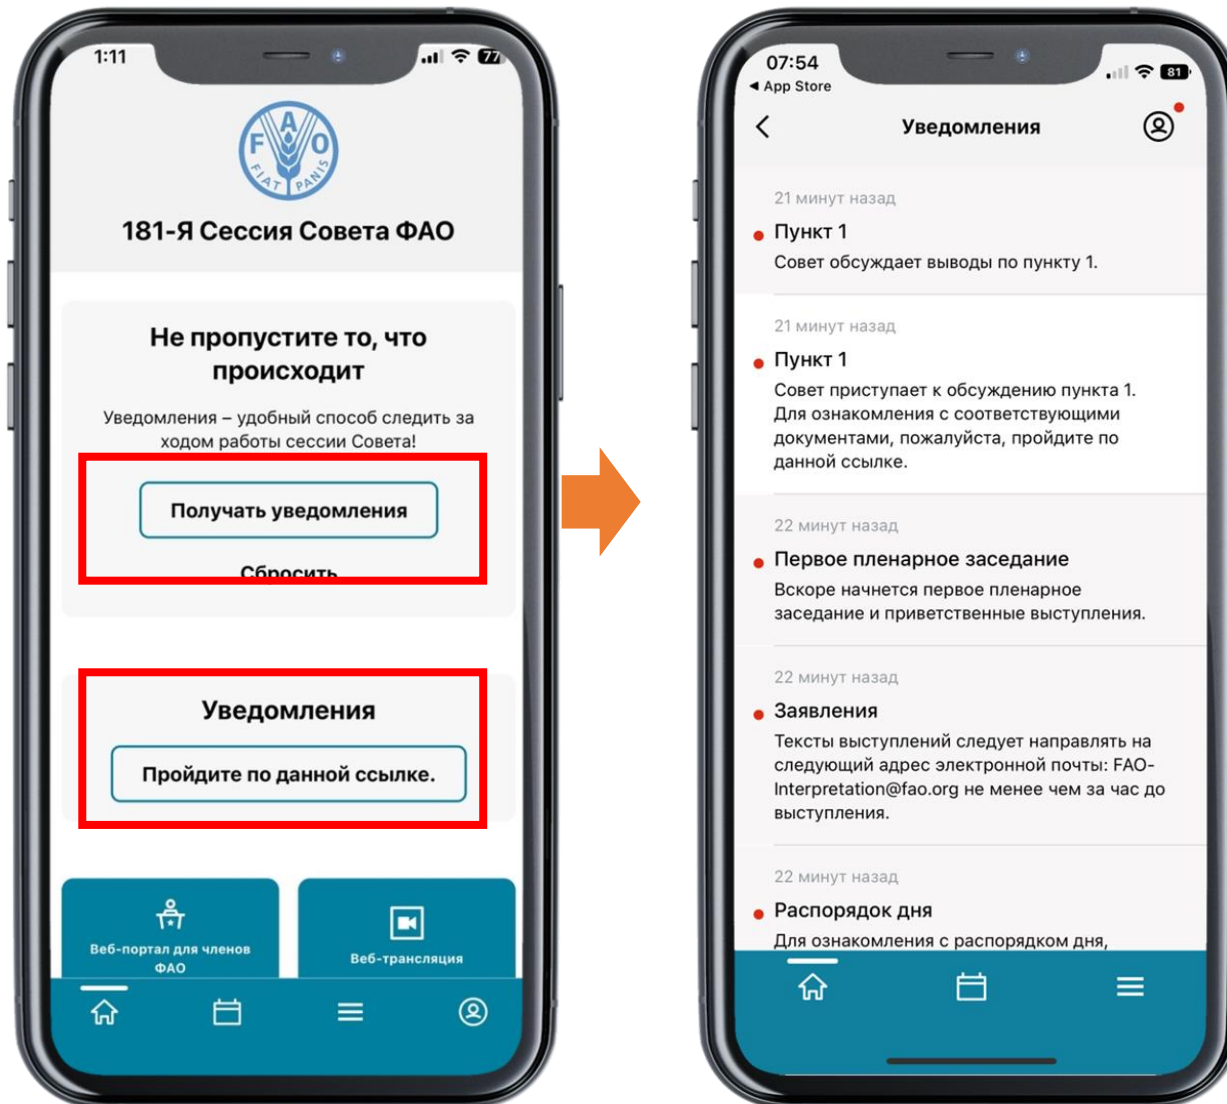 1:11
77
F A O
FIAT PANIS
181-Я Сессия Совета ФАО
Не пропустите то, что
происходит
Уведомления – удобный способ следить за
ходом работы сессии Совета!
Получать уведомления
Сбросить
Уведомления
Пройдите по данной ссылке.
Веб-портал для членов
ФАО
Веб-трансляция
07:54
81
◄ App Store
Уведомления
21 минут назад
Пункт 1
Совет обсуждает выводы по пункту 1.
21 минут назад
Пункт 1
Совет приступает к обсуждению пункта 1.
Для ознакомления с соответствующими
документами, пожалуйста, пройдите по
данной ссылке.
22 минут назад
Первое пленарное заседание
Вскоре начнется первое пленарное
заседание и приветственные выступления.
22 минут назад
Заявления
Тексты выступлений следует направлять на
следующий адрес электронной почты: FAO-
Interpretation@fao.org не менее чем за час до
выступления.
22 минут назад
Распорядок дня
Для ознакомления с распорядком дня,